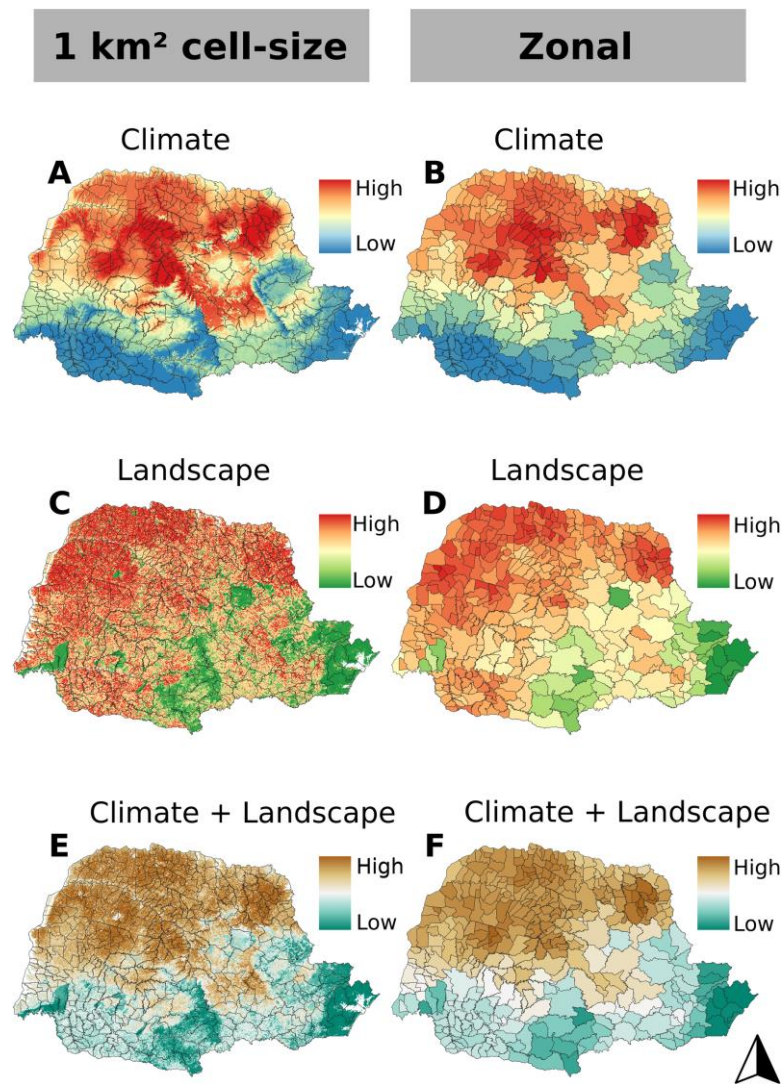 1 km² cell-size
Zonal
Climate
Climate
A
High
Low
B
High
Low
Landscape
Landscape
C
High
Low
D
High
Low
Climate + Landscape
Climate + Landscape
E
High
Low
F
High
Low